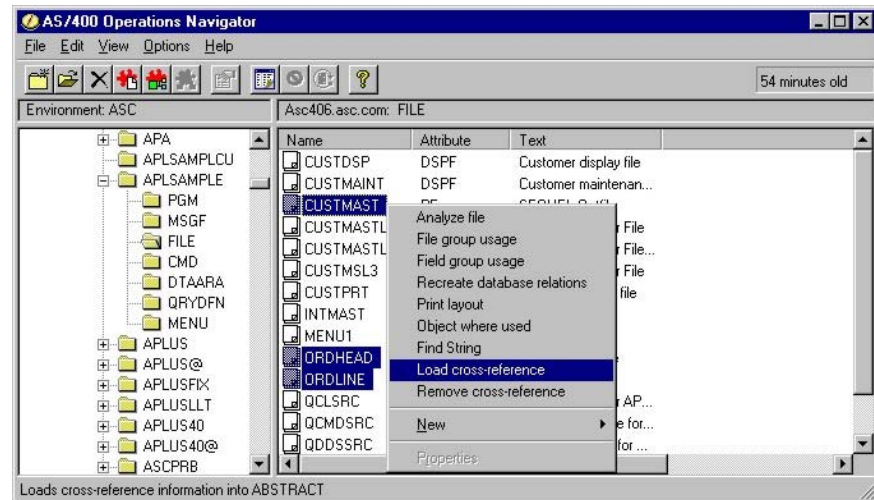 AS/400 Operations Navigator
File Edit View Options Help
54 minutes old
Environment: ASC
Asc406.asc.com: FILE
APA
APLSAMPLCU
APLSAMPLE
PGM
MSGF
FILE
CMD
DTAARA
QRYDFN
MENU
APLUS
APLUS@
APLUSFIX
APLUSLLT
APLUS40
APLUS40@
ASCPRB
Name Attribute Text
CUSTDSP DSPF Customer display file
CUSTMAINT DSPF Customer maintenan...
CUSTMAST
CUSTMASTL File
CUSTMASTL File...
CUSTMSL3 File
CUSTPRT file
INTMAST
MENU1
ORDHEAD
ORDLINE
QCLSRC AP...
QCMDSRC for...
QDDSSRC for ...
Analyze file
File group usage
Field group usage
Recreate database relations
Print layout
Object where used
Find String
Load cross-reference
Remove cross-reference
New
Properties
Loads cross-reference information into ABSTRACT